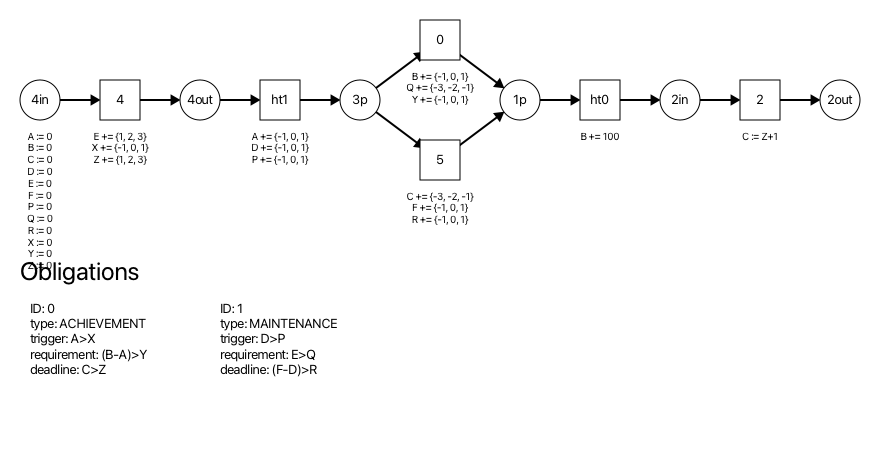 0
4in
4
4out
ht1
3p
1p
ht0
2in
2
2out
B += {-1, 0, 1}
Q += {-3, -2, -1}
Y += {-1, 0, 1}
A := 0
B := 0
C := 0
D := 0
E := 0
F := 0
P := 0
Q := 0
R := 0
X := 0
Y := 0
Z := 0
E += {1, 2, 3}
X += {-1, 0, 1}
Z += {1, 2, 3}
A += {-1, 0, 1}
D += {-1, 0, 1}
P += {-1, 0, 1}
B += 100
C := Z+1
5
C += {-3, -2, -1}
F += {-1, 0, 1}
R += {-1, 0, 1}
Obligations
ID: 0
type: ACHIEVEMENT
trigger: A>X
requirement: (B-A)>Y
deadline: C>Z
ID: 1
type: MAINTENANCE
trigger: D>P
requirement: E>Q
deadline: (F-D)>R